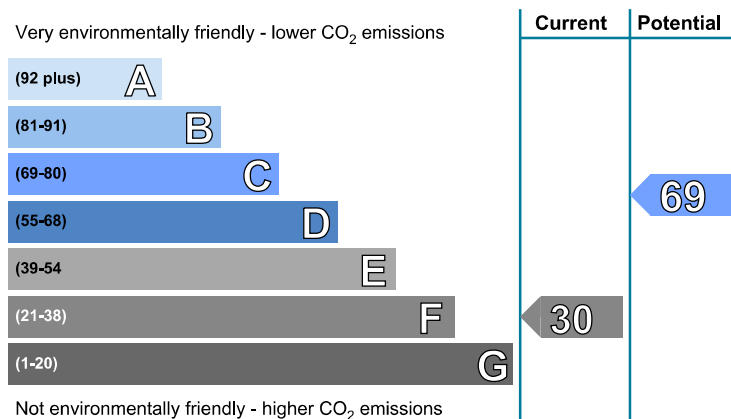 Current Potential
Very environmentally friendly - lower CO₂ emissions
(92 plus) A
(81-91) B
(69-80) C
69
(55-68) D
(39-54 E
(21-38) F 30
(1-20) G
Not environmentally friendly - higher CO₂ emissions